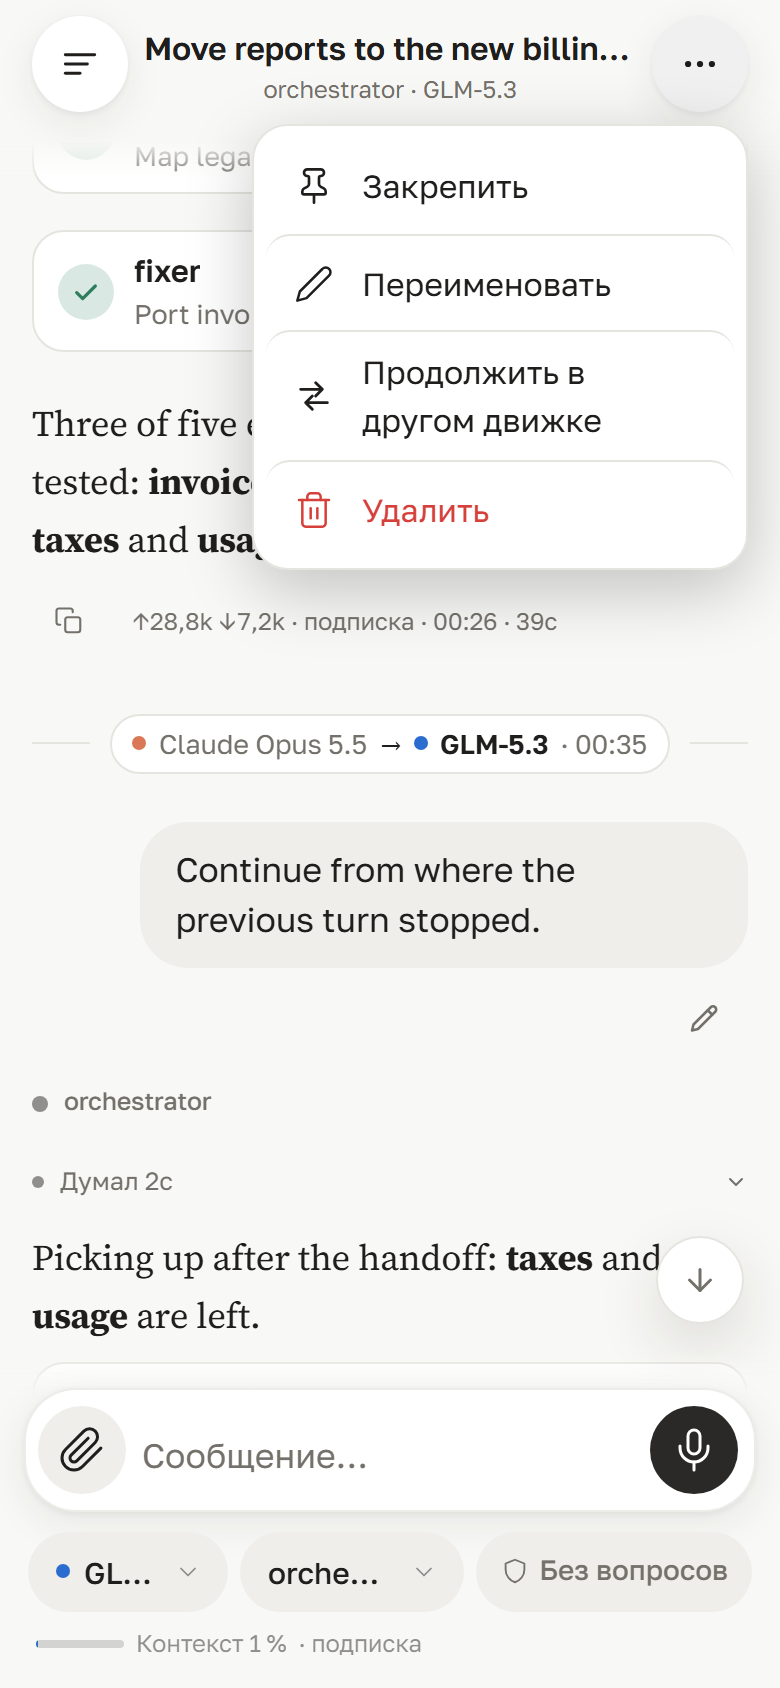 Move reports to the new billin…
orchestrator · GLM-5.3
Map lega
Закрепить
fixer
Port invo
Переименовать
Продолжить в
другом движке
Удалить
Three of five
tested: invoic
taxes and usa
↑28,8k ↓7,2k · подписка · 00:26 · 39с
Claude Opus 5.5 → GLM-5.3 · 00:35
Continue from where the
previous turn stopped.
orchestrator
Думал 2с
Picking up after the handoff: taxes and
usage are left.
Сообщение…
GL… orche… Без вопросов
Контекст 1 % · подписка